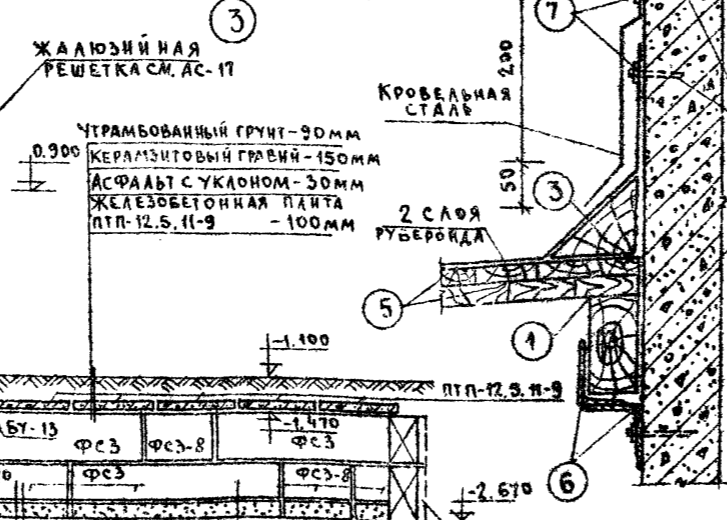 3
7
ЖАЛЮЗИЙНАЯ
РЕШЕТКА СМ. АС-17
200
КРОВЕЛЬНАЯ
СТАЛЬ
УТРАМБОВАННЫЙ ГРУНТ-90ММ
0.900
КЕРАМЗИТОВЫЙ ГРАВИЙ-150ММ
АСФАЛЬТ С УКЛОНОМ-30ММ
ЖЕЛЕЗОБЕТОННАЯ ПЛИТА
ПТП-12.5.11-9 -100ММ
50
3
2 СЛОЯ
РУБЕРОИДА
5
1
-1.100
ПТП-12.5.11-9
БУ-13
-1.470
ФС3
ФС3-8
ФС3
ФС3
ФС3-8
6
-2.670